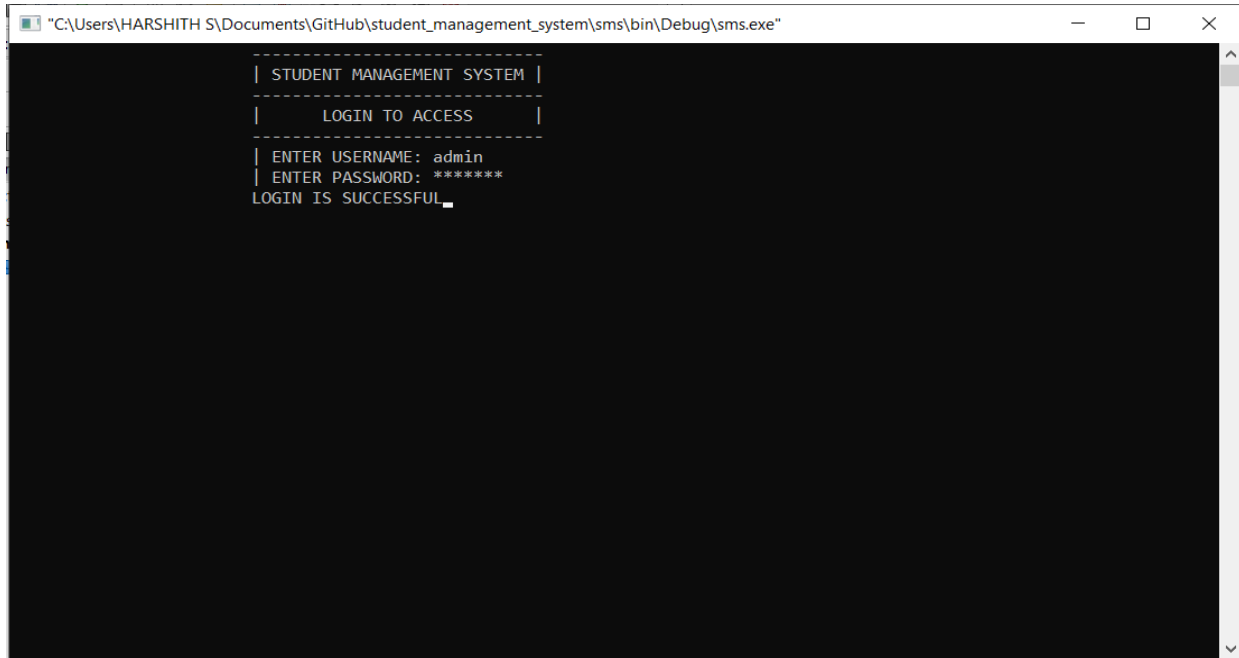 "C:\Users\HARSHITH S\Documents\GitHub\student_management_system\sms\bin\Debug\sms.exe"
-----------------------------
| STUDENT MANAGEMENT SYSTEM |
-----------------------------
|      LOGIN TO ACCESS      |
-----------------------------
| ENTER USERNAME: admin
| ENTER PASSWORD: *******
LOGIN IS SUCCESSFUL